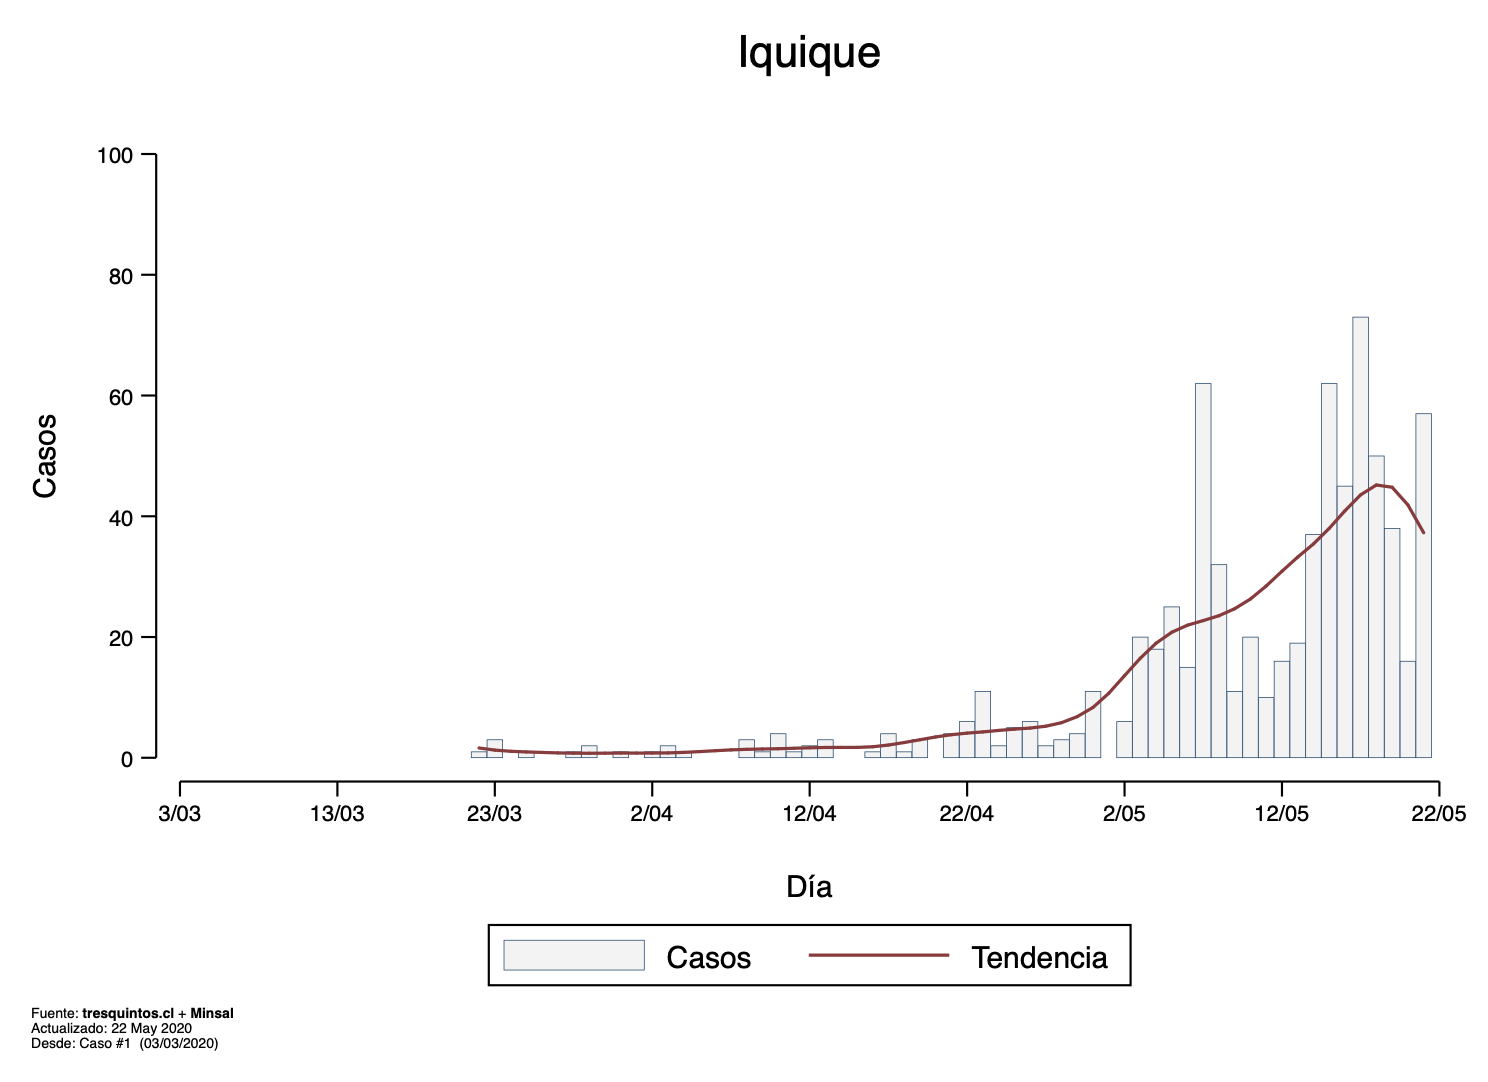 Iquique
100
80
60
40
20
0
Casos
3/03 13/03 23/03 2/04 12/04 22/04 2/05 12/05 22/05
Día
Casos Tendencia
Fuente: tresquintos.cl + Minsal
Actualizado: 22 May 2020
Desde: Caso #1 (03/03/2020)